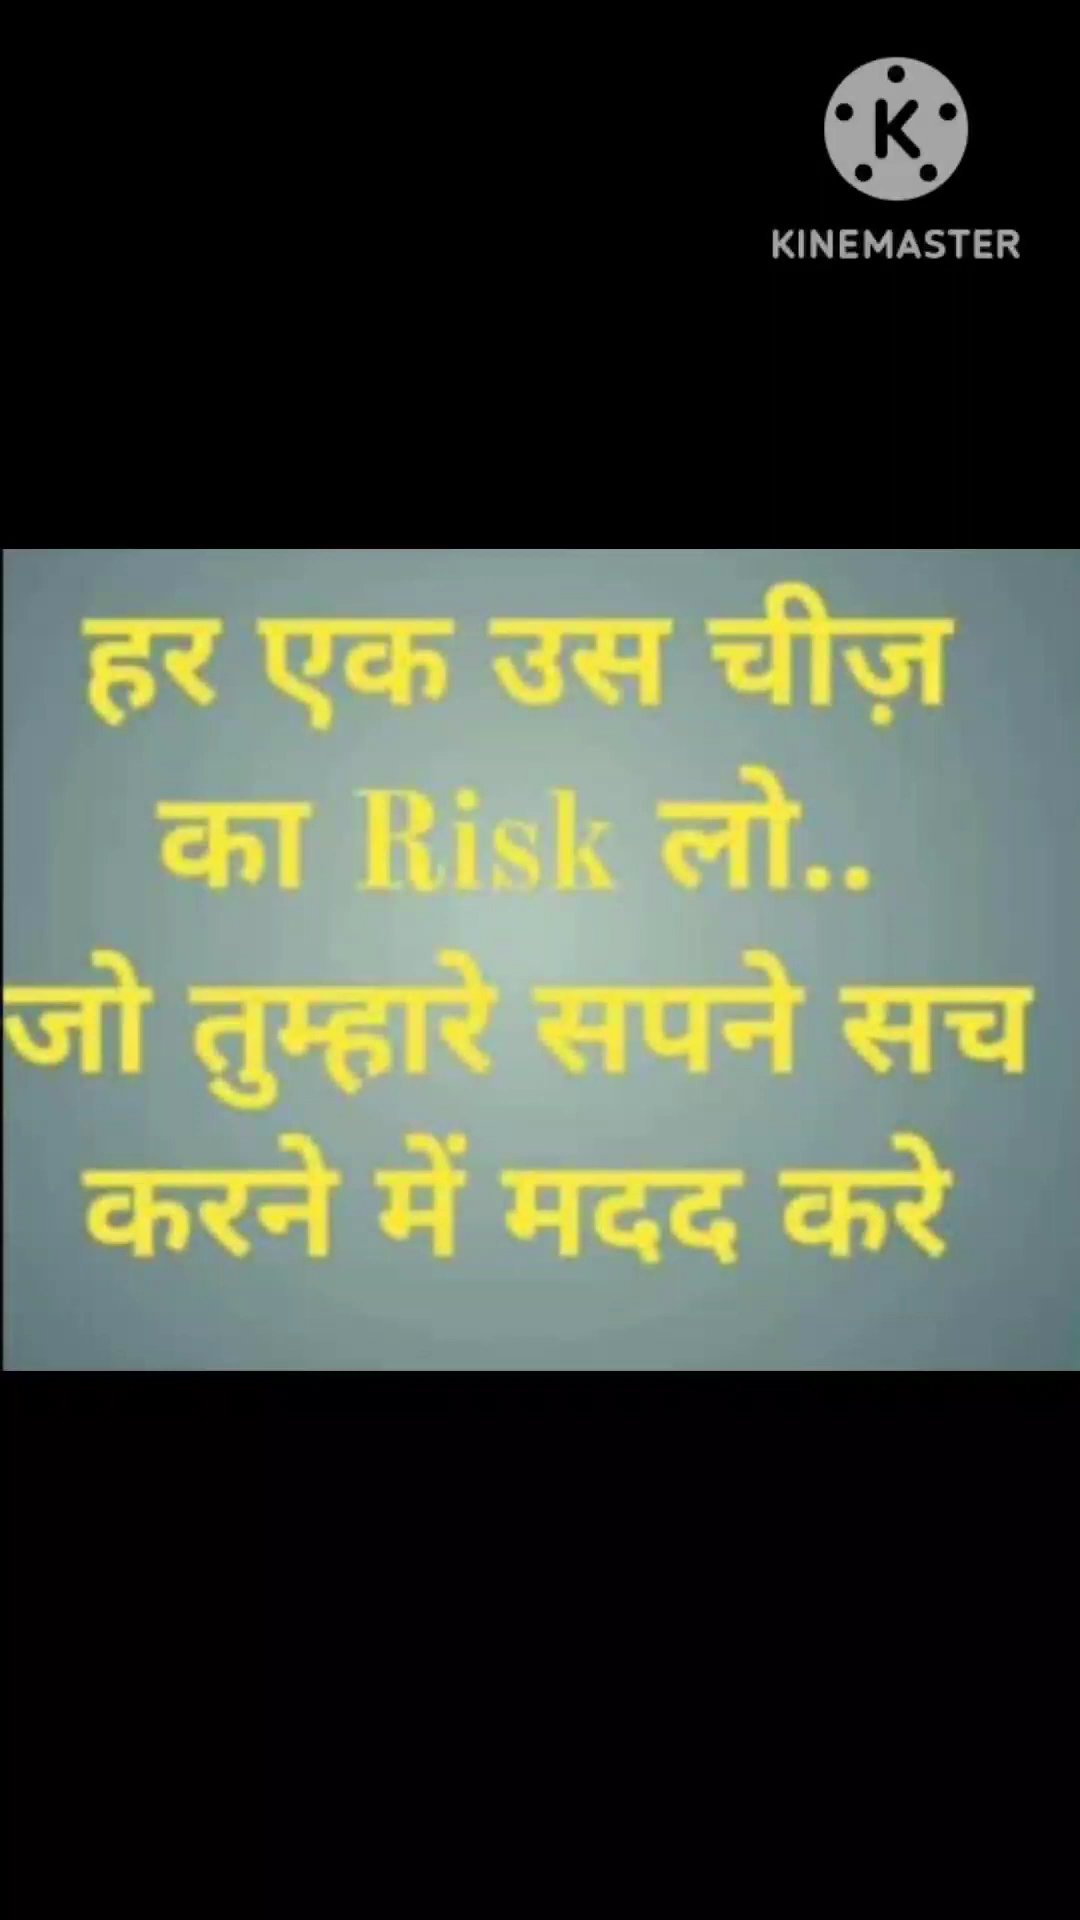 KINEMASTER
हर एक उस चीज़
का Risk लो..
जो तुम्हारे सपने सच
करने में मदद करे